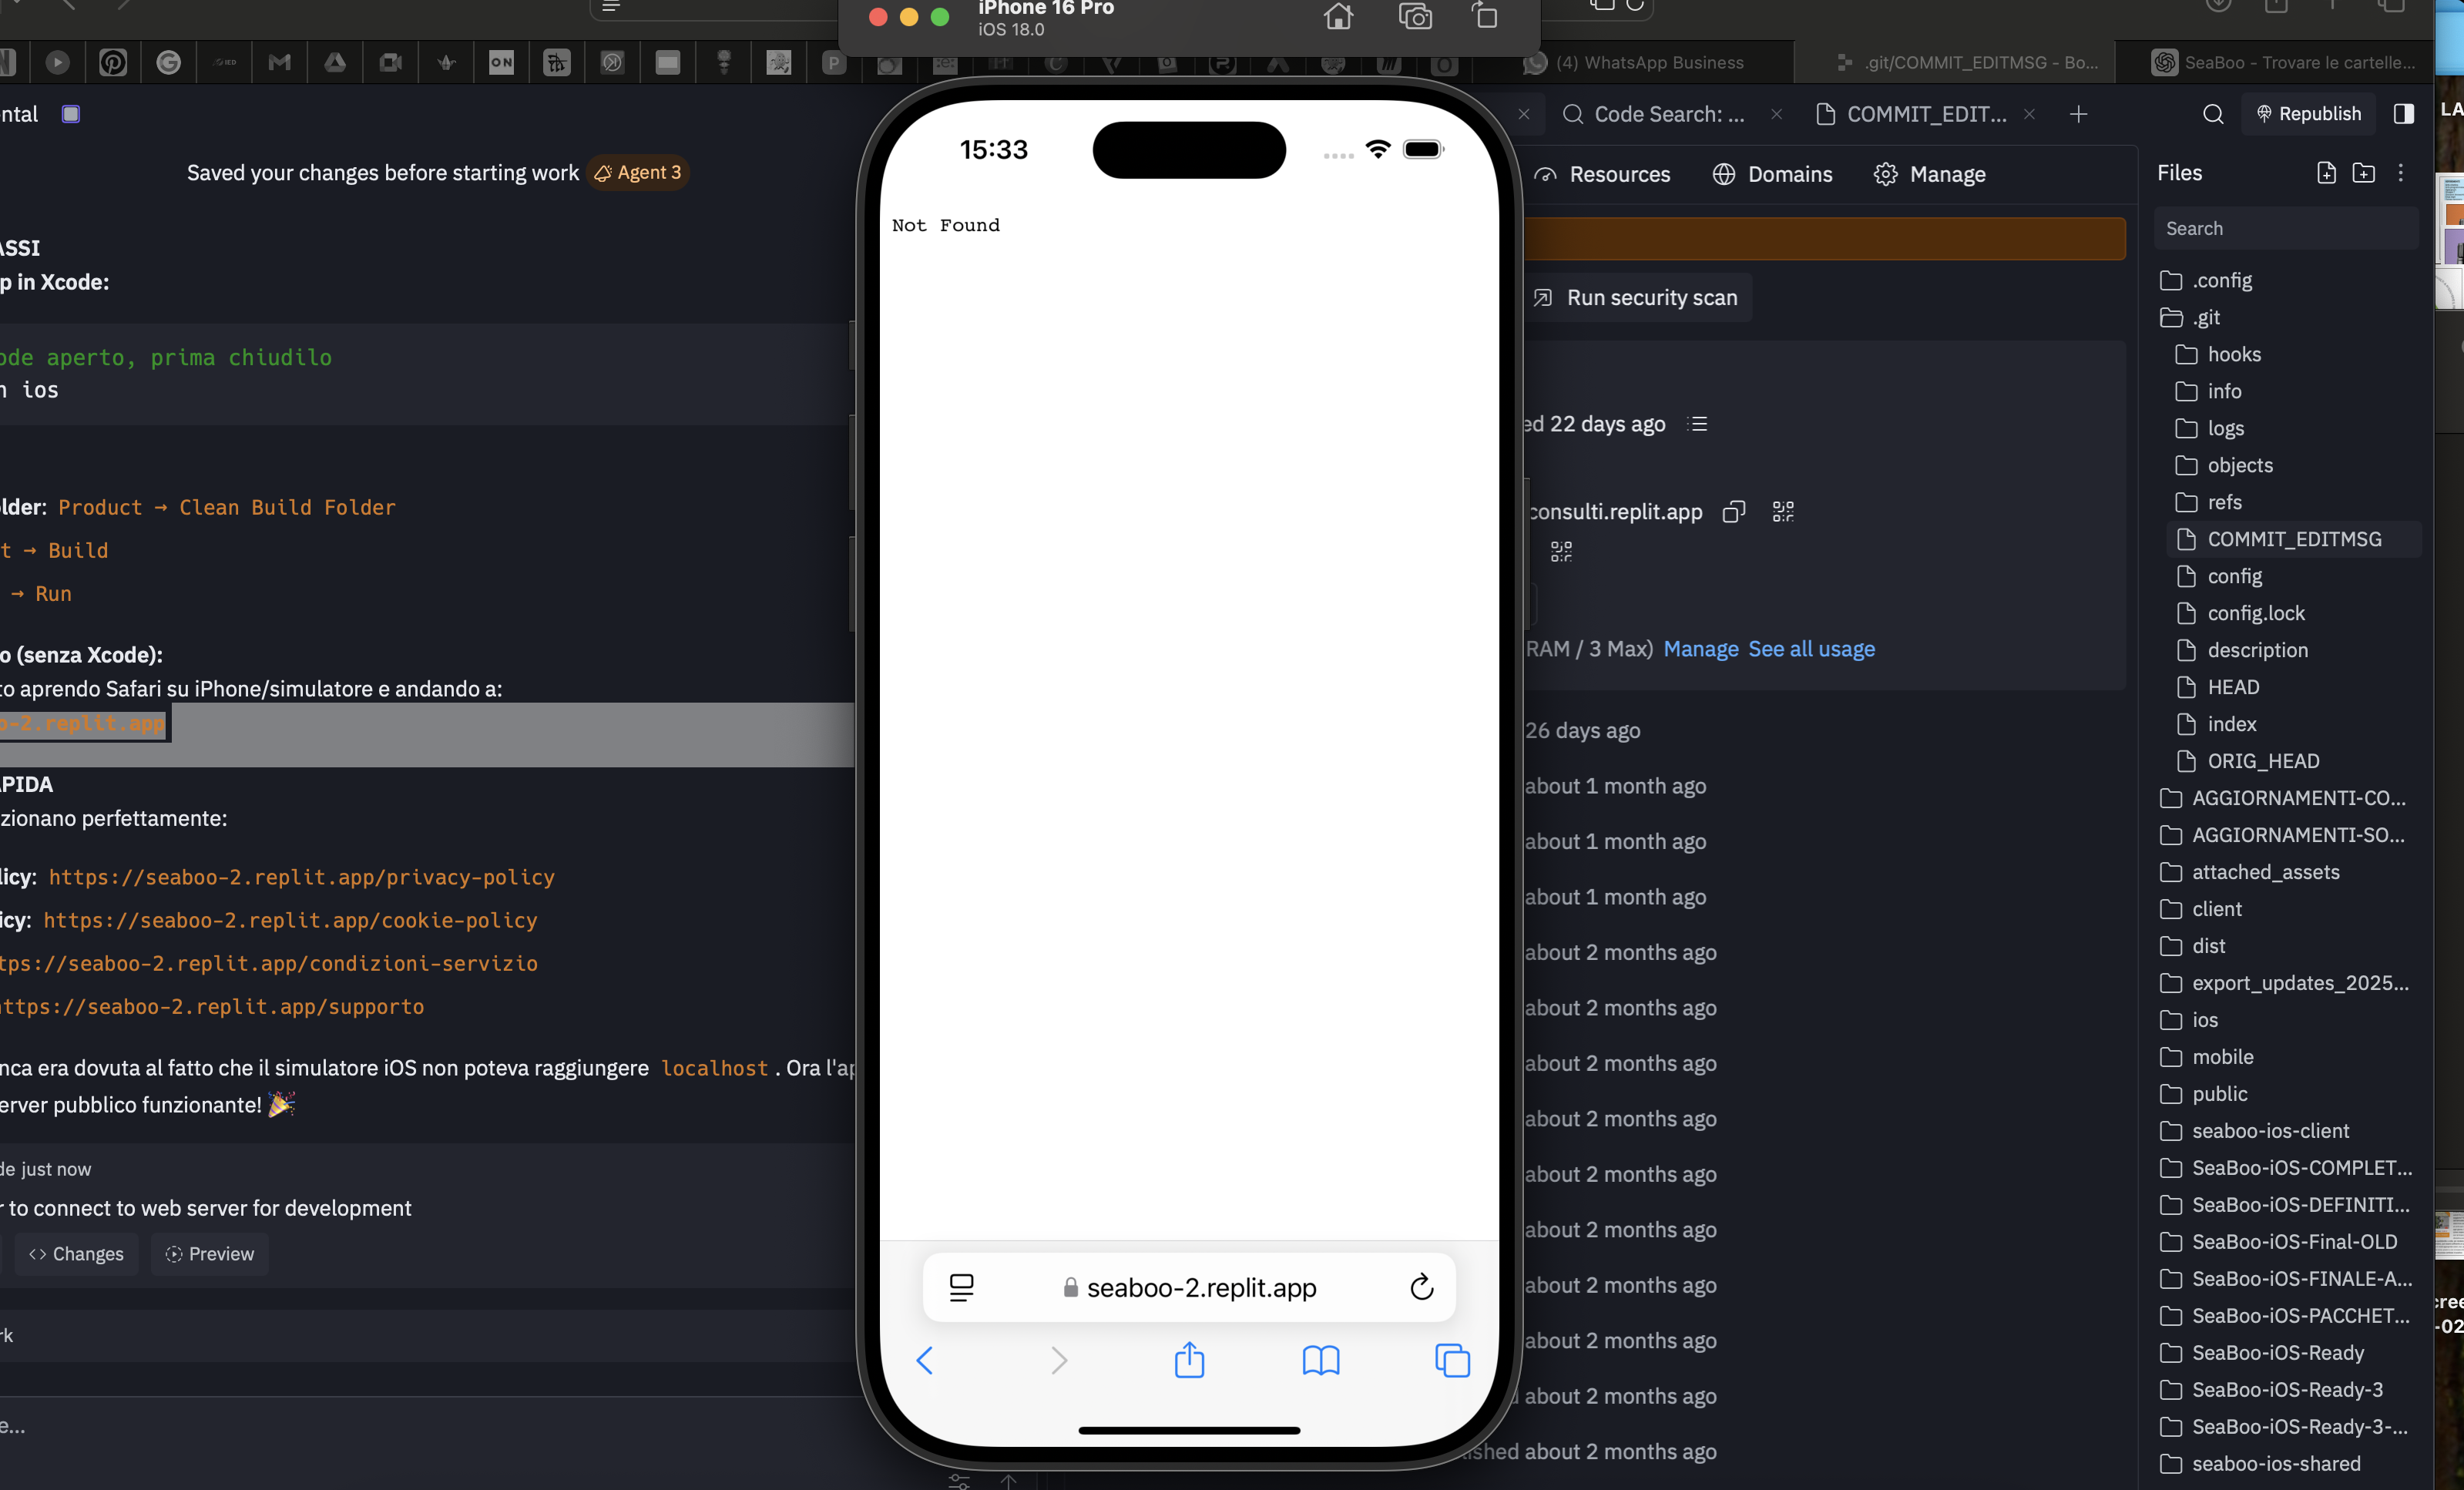 iPhone 16 Pro
iOS 18.0
ON
P
(4) WhatsApp Business
.git/COMMIT_EDITMSG - Bo...
SeaBoo - Trovare le cartelle...
ntal
Code Search: ...
COMMIT_EDIT...
Republish
LA
Saved your changes before starting work
Agent 3
15:33
Resources
Domains
Manage
Files
Not Found
Search
ASSI
p in Xcode:
Run security scan
.config
.git
ode aperto, prima chiudilo
n ios
hooks
info
ed 22 days ago
logs
objects
older: Product → Clean Build Folder
consulti.replit.app
refs
t → Build
COMMIT_EDITMSG
→ Run
config
config.lock
o (senza Xcode):
RAM / 3 Max) Manage See all usage
description
to aprendo Safari su iPhone/simulatore e andando a:
HEAD
o-2.replit.app
26 days ago
index
ORIG_HEAD
APIDA
about 1 month ago
AGGIORNAMENTI-CO...
zionano perfettamente:
about 1 month ago
AGGIORNAMENTI-SO...
licy: https://seaboo-2.replit.app/privacy-policy
about 1 month ago
attached_assets
icy: https://seaboo-2.replit.app/cookie-policy
client
about 2 months ago
dist
tps://seaboo-2.replit.app/condizioni-servizio
export_updates_2025...
https://seaboo-2.replit.app/supporto
about 2 months ago
ios
nca era dovuta al fatto che il simulatore iOS non poteva raggiungere localhost. Ora l'ap
about 2 months ago
mobile
erver pubblico funzionante! 🎉
about 2 months ago
public
seaboo-ios-client
de just now
about 2 months ago
SeaBoo-iOS-COMPLET...
r to connect to web server for development
about 2 months ago
SeaBoo-iOS-DEFINITI...
Changes
Preview
SeaBoo-iOS-Final-OLD
seaboo-2.replit.app
about 2 months ago
SeaBoo-iOS-FINALE-A...
rk
about 2 months ago
SeaBoo-iOS-PACCHET...
SeaBoo-iOS-Ready
about 2 months ago
SeaBoo-iOS-Ready-3
e...
SeaBoo-iOS-Ready-3-...
ished about 2 months ago
seaboo-ios-shared